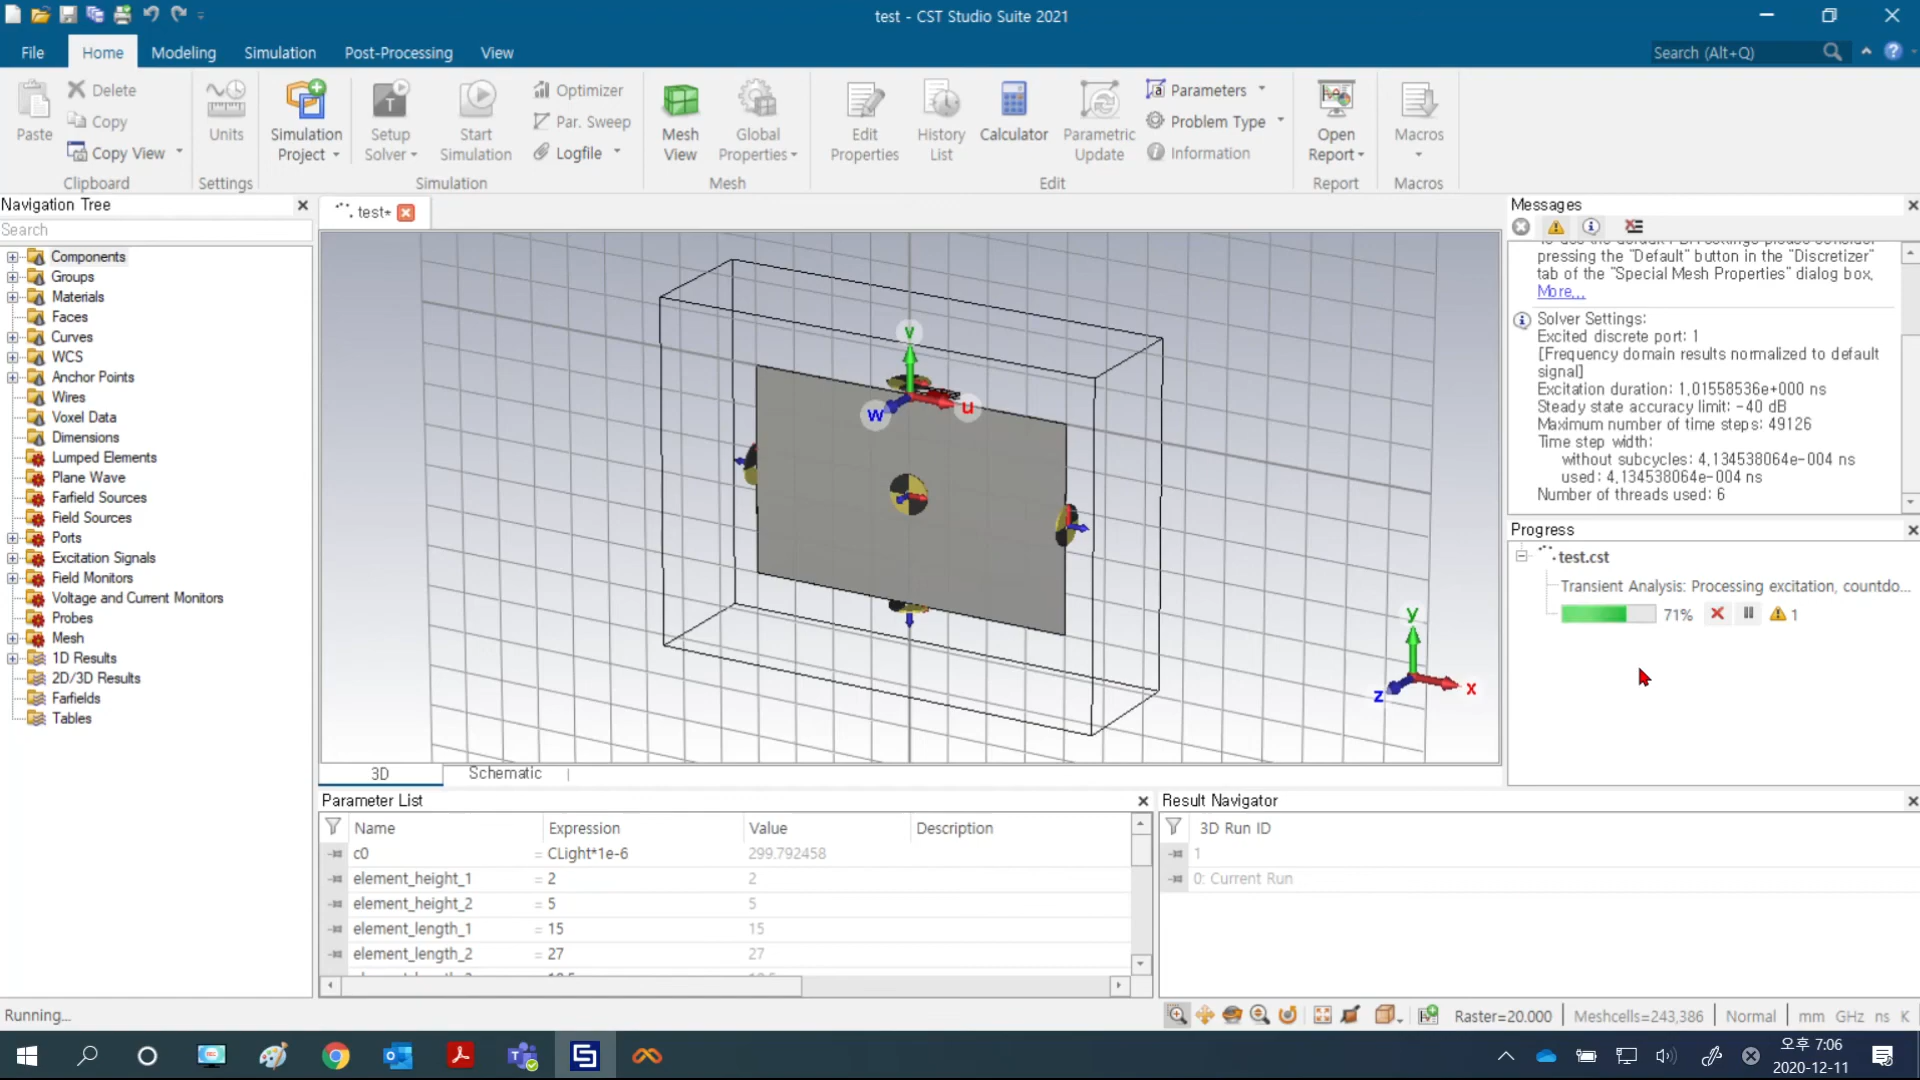 test - CST Studio Suite 2021
File
Home
Modeling
Simulation
Post-Processing
View
Search (Alt+Q)
Paste
Delete
Copy
Copy View
Clipboard
Units
Settings
Simulation
Project
Setup
Solver
Start
Simulation
Optimizer
Par. Sweep
Logfile
Simulation
Mesh
View
Global
Properties
Mesh
Edit
Properties
History
List
Calculator
Parametric
Update
Parameters
Problem Type
Information
Edit
Open
Report
Report
Macros
Macros
Navigation Tree
Search
Components
Groups
Materials
Faces
Curves
WCS
Anchor Points
Wires
Voxel Data
Dimensions
Lumped Elements
Plane Wave
Farfield Sources
Field Sources
Ports
Excitation Signals
Field Monitors
Voltage and Current Monitors
Probes
Mesh
1D Results
2D/3D Results
Farfields
Tables
test*
v
w
u
y
z
x
3D
Schematic
Messages
pressing the "Default" button in the "Discretizer"
tab of the "Special Mesh Properties" dialog box,
More...
Solver Settings:
Excited discrete port: 1
[Frequency domain results normalized to default
signal]
Excitation duration: 1,01558536e+000 ns
Steady state accuracy limit: -40 dB
Maximum number of time steps: 49126
Time step width:
without subcycles: 4,134538064e-004 ns
used: 4,134538064e-004 ns
Number of threads used: 6
Progress
test.cst
Transient Analysis: Processing excitation, countdo...
71%
1
Parameter List
Name Expression Value Description
c0 = CLight*1e-6 299.792458
element_height_1 = 2 2
element_height_2 = 5 5
element_length_1 = 15 15
element_length_2 = 27 27
Result Navigator
3D Run ID
1
0: Current Run
Running...
Raster=20.000
Meshcells=243,386
Normal
mm GHz ns K
오후 7:06
2020-12-11